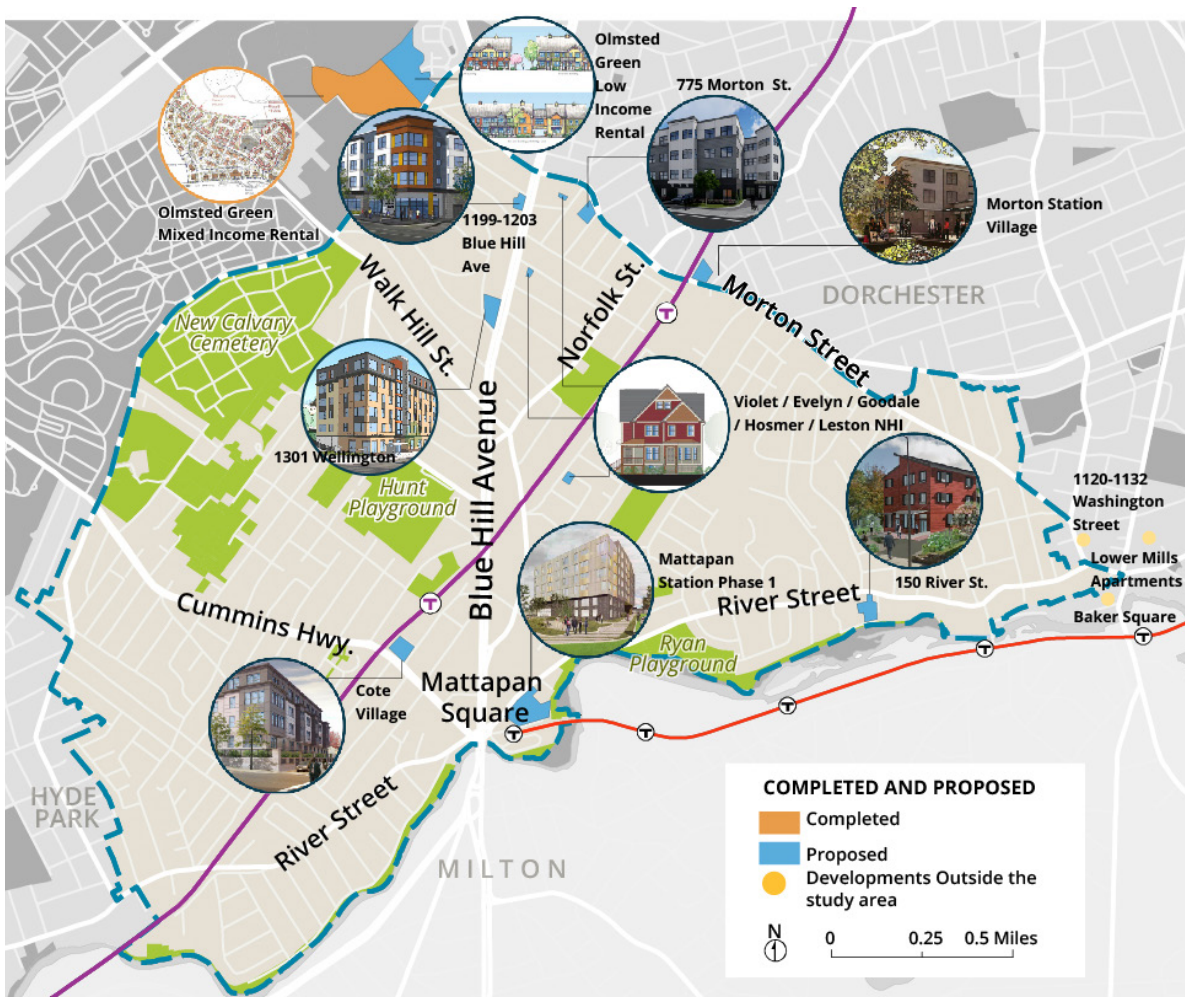 Olmsted
Green
Low
Income
Rental
775 Morton St.
Olmsted Green
Mixed Income Rental
1199-1203
Blue Hill
Ave
Morton Station
Village
Walk Hill St.
Norfolk St.
Morton Street
DORCHESTER
New Calvary
Cemetery
Blue Hill Avenue
Violet / Evelyn / Goodale
/ Hosmer / Leston NHI
1301 Wellington
Hunt
Playground
1120-1132
Washington
Street
Lower Mills
Apartments
Baker Square
Mattapan
Station Phase 1
150 River St.
River Street
Cummins Hwy.
Ryan
Playground
Cote
Village
Mattapan
Square
HYDE
PARK
River Street
MILTON
T
T
T
T
T
T
T
COMPLETED AND PROPOSED
Completed
Proposed
Developments Outside the
study area
N
0 0.25 0.5 Miles